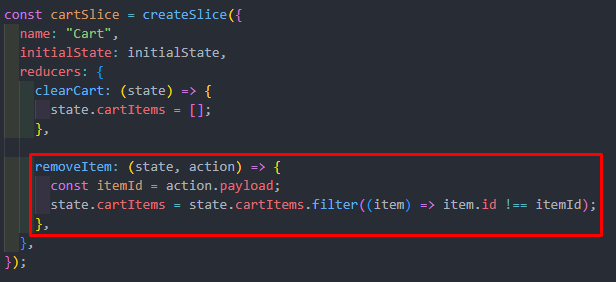 const cartSlice = createSlice({
  name: "Cart",
  initialState: initialState,
  reducers: {
    clearCart: (state) => {
      state.cartItems = [];
    },

    removeItem: (state, action) => {
      const itemId = action.payload;
      state.cartItems = state.cartItems.filter((item) => item.id !== itemId);
    },
  },
});